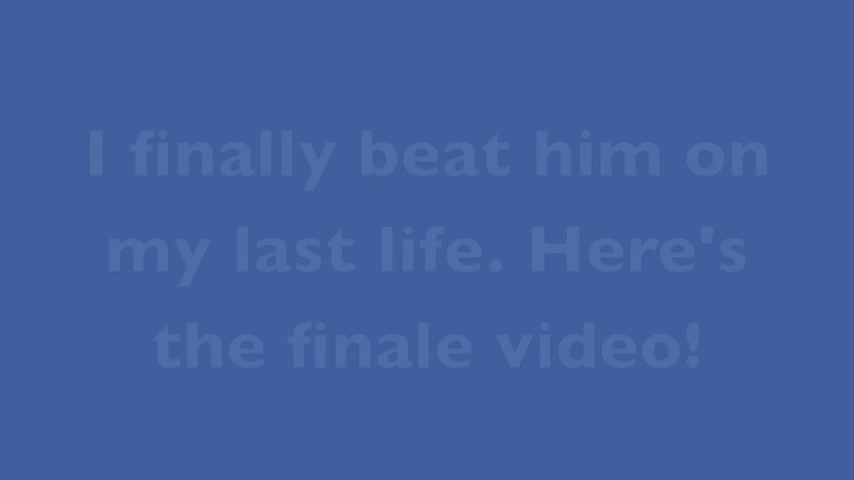 I finally beat him on
my last life. Here's
the finale video!